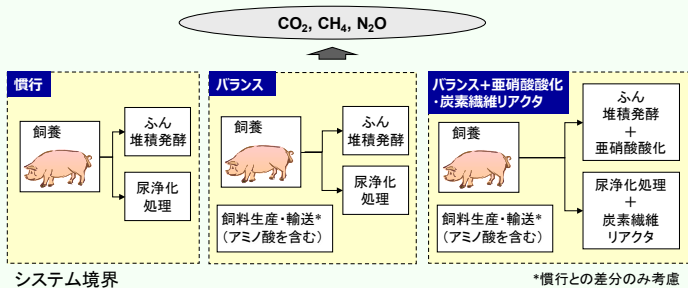 CO2, CH4, N2O
慣行
飼養
ふん
堆積発酵
尿浄化
処理
バランス
飼養
ふん
堆積発酵
尿浄化
処理
飼料生産・輸送*
（アミノ酸を含む）
バランス＋亜硝酸酸化
・炭素繊維リアクタ
飼養
ふん
堆積発酵
＋
亜硝酸酸化
尿浄化処理
＋
炭素繊維
リアクタ
飼料生産・輸送*
（アミノ酸を含む）
システム境界
*慣行との差分のみ考慮